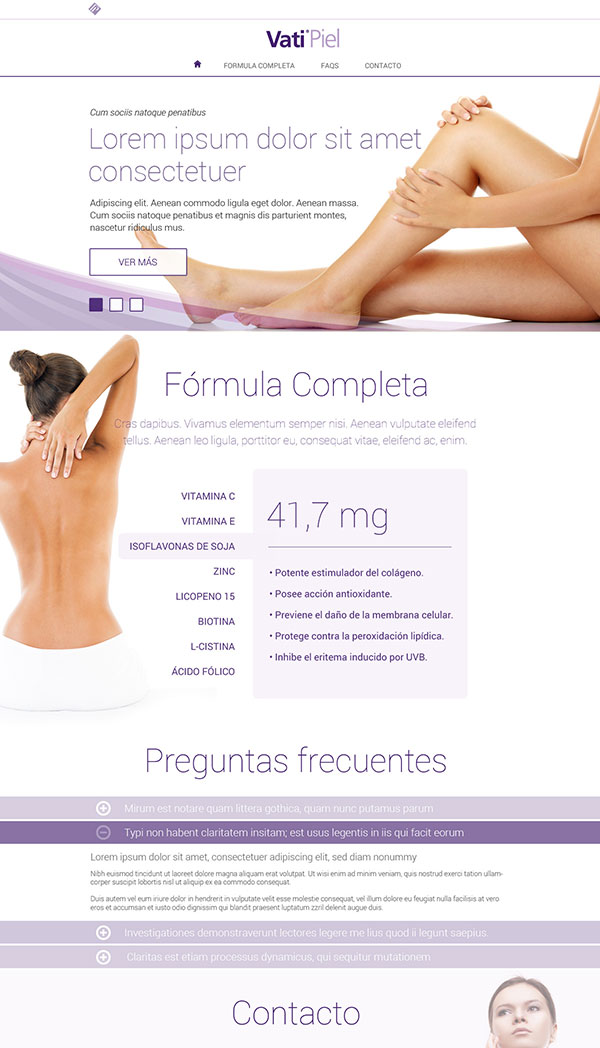 Vati Piel
FORMULA COMPLETA FAQS CONTACTO
Cum sociis natoque penatibus
Lorem ipsum dolor sit amet
consectetuer
Adipiscing elit. Aenean commodo ligula eget dolor. Aenean massa.
Cum sociis natoque penatibus et magnis dis parturient montes,
nascetur ridiculus mus.
VER MÁS
Fórmula Completa
Cras dapibus. Vivamus elementum semper nisi. Aenean vulputate eleifend
tellus. Aenean leo ligula, porttitor eu, consequat vitae, eleifend ac, enim.
VITAMINA C
VITAMINA E
ISOFLAVONAS DE SOJA
ZINC
LICOPENO 15
BIOTINA
L-CISTINA
ÁCIDO FÓLICO
41,7 mg
• Potente estimulador del colágeno.
• Posee acción antioxidante.
• Previene el daño de la membrana celular.
• Protege contra la peroxidación lipídica.
• Inhibe el eritema inducido por UVB.
Preguntas frecuentes
Mirum est notare quam littera gothica, quam nunc putamus parum
Typi non habent claritatem insitam; est usus legentis in iis qui facit eorum
Lorem ipsum dolor sit amet, consectetuer adipiscing elit, sed diam nonummy
Nibh euismod tincidunt ut laoreet dolore magna aliquam erat volutpat. Ut wisi enim ad minim veniam, quis nostrud exerci tation ullam-
corper suscipit lobortis nisl ut aliquip ex ea commodo consequat.
Duis autem vel eum iriure dolor in hendrerit in vulputate velit esse molestie consequat, vel illum dolore eu feugiat nulla facilisis at vero
eros et accumsan et iusto odio dignissim qui blandit praesent luptatum zzril delenit augue duis.
Investigationes demonstraverunt lectores legere me lius quod ii legunt saepius.
Claritas est etiam processus dynamicus, qui sequitur mutationem
Contacto